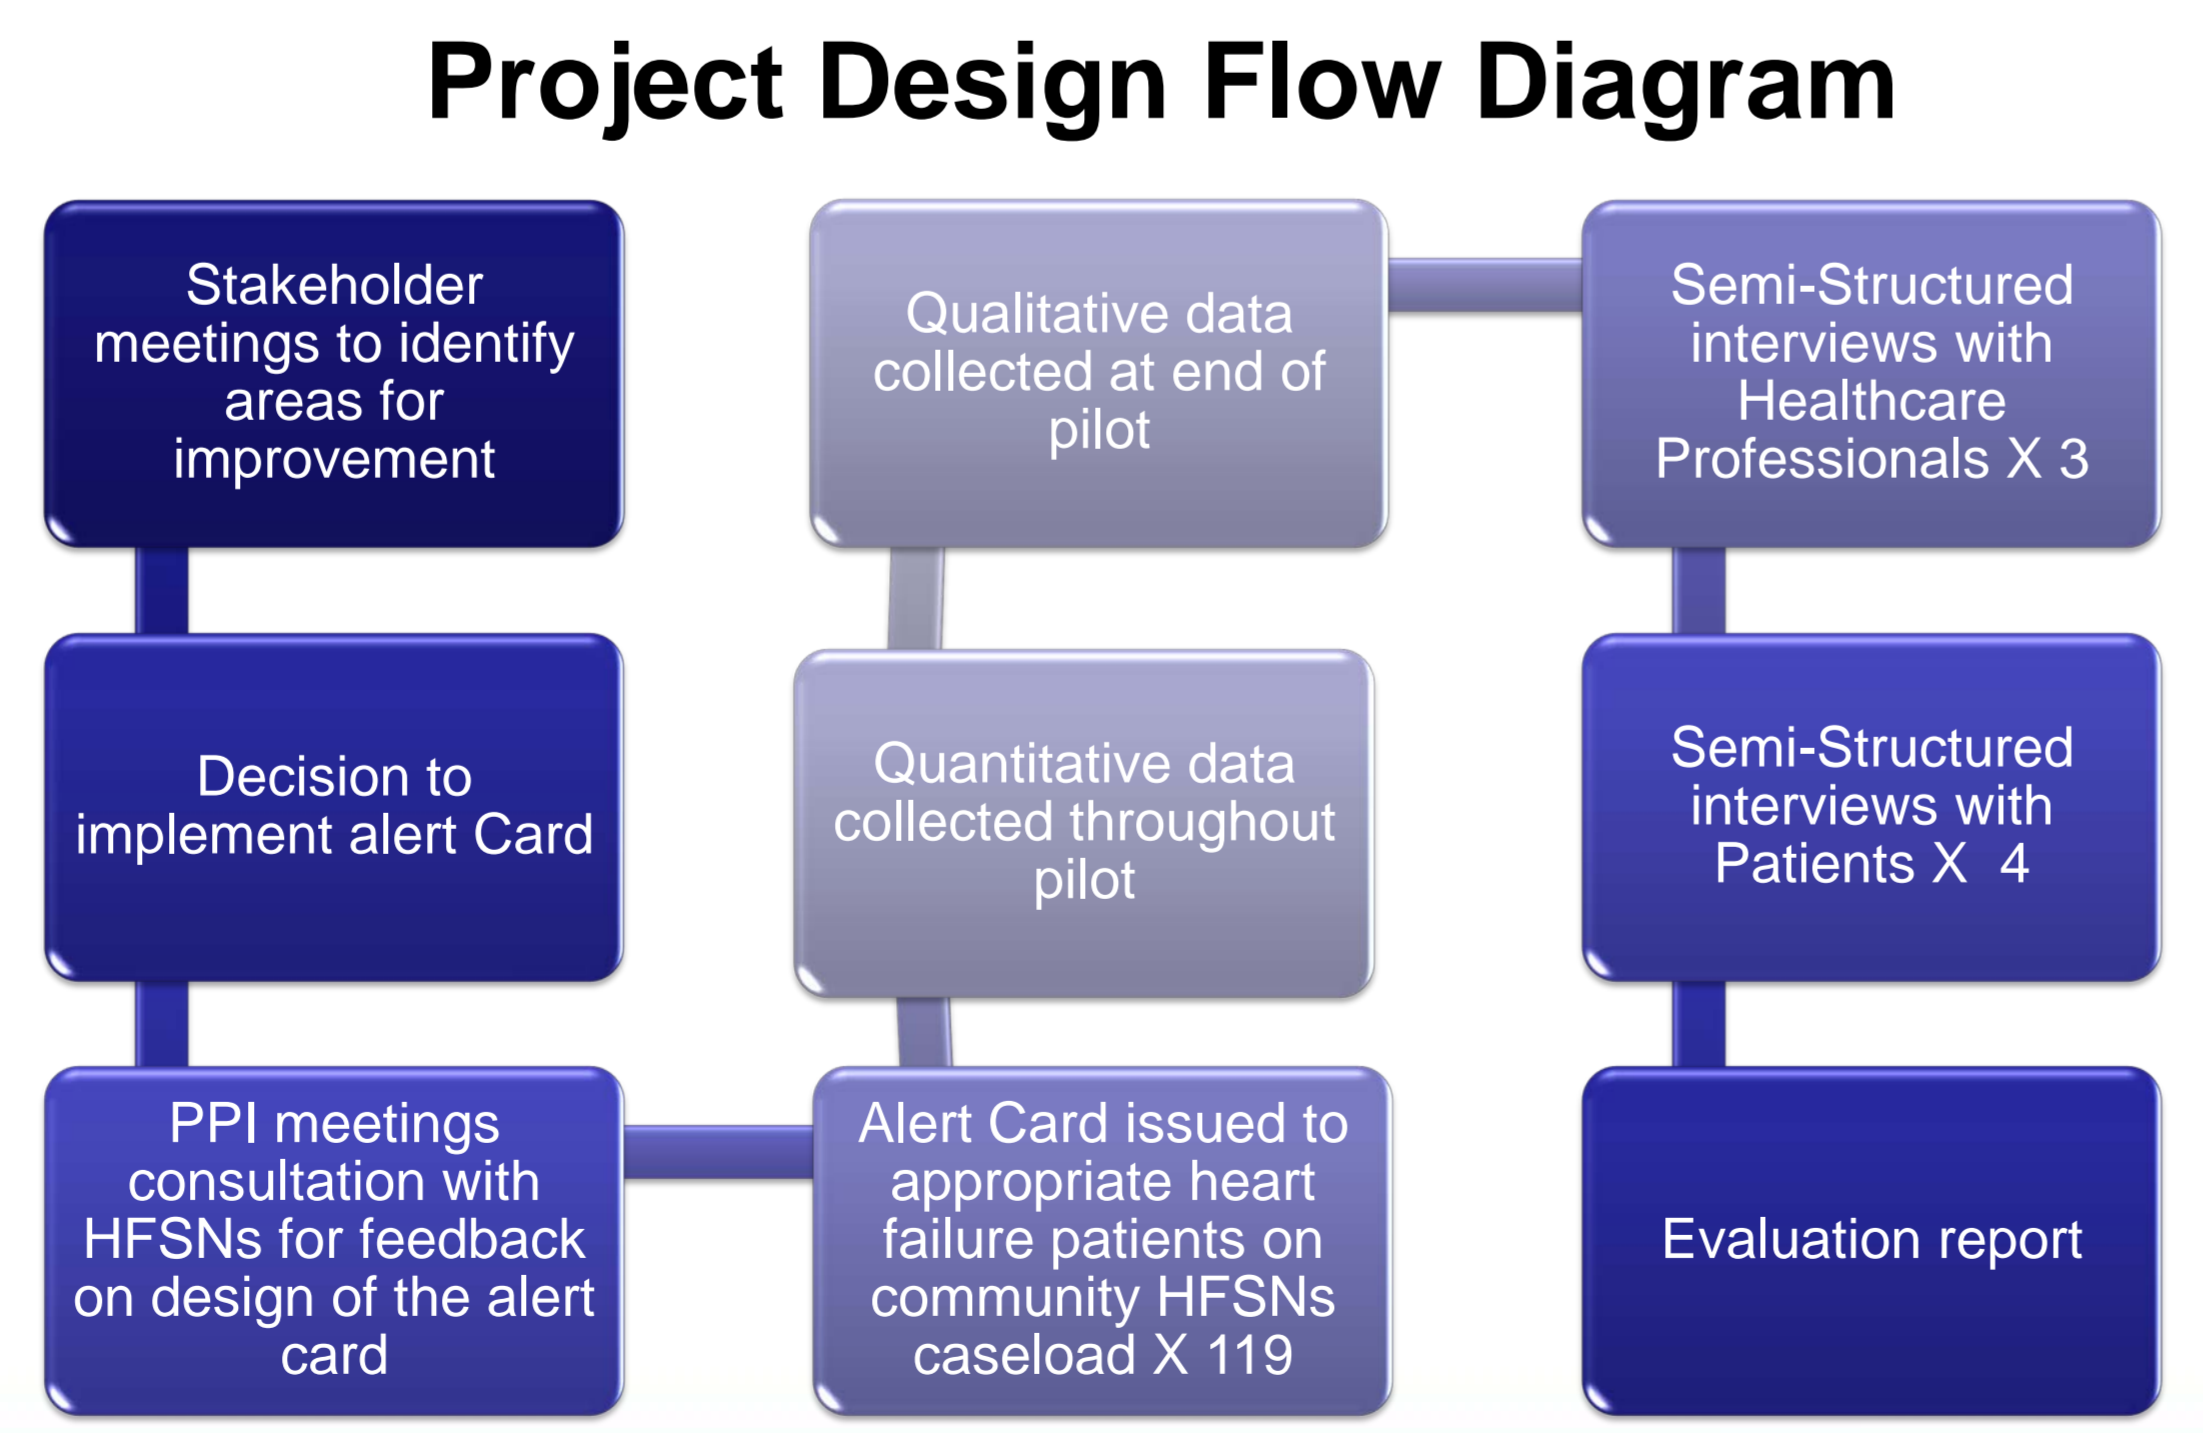 Project Design Flow Diagram
Stakeholder
meetings to identify
areas for
improvement
Decision to
implement alert Card
PPI meetings
consultation with
HFSNs for feedback
on design of the alert
card
Alert Card issued to
appropriate heart
failure patients on
community HFSNs
caseload X 119
Quantitative data
collected throughout
pilot
Qualitative data
collected at end of
pilot
Semi-Structured
interviews with
Healthcare
Professionals X 3
Semi-Structured
interviews with
Patients X  4
Evaluation report